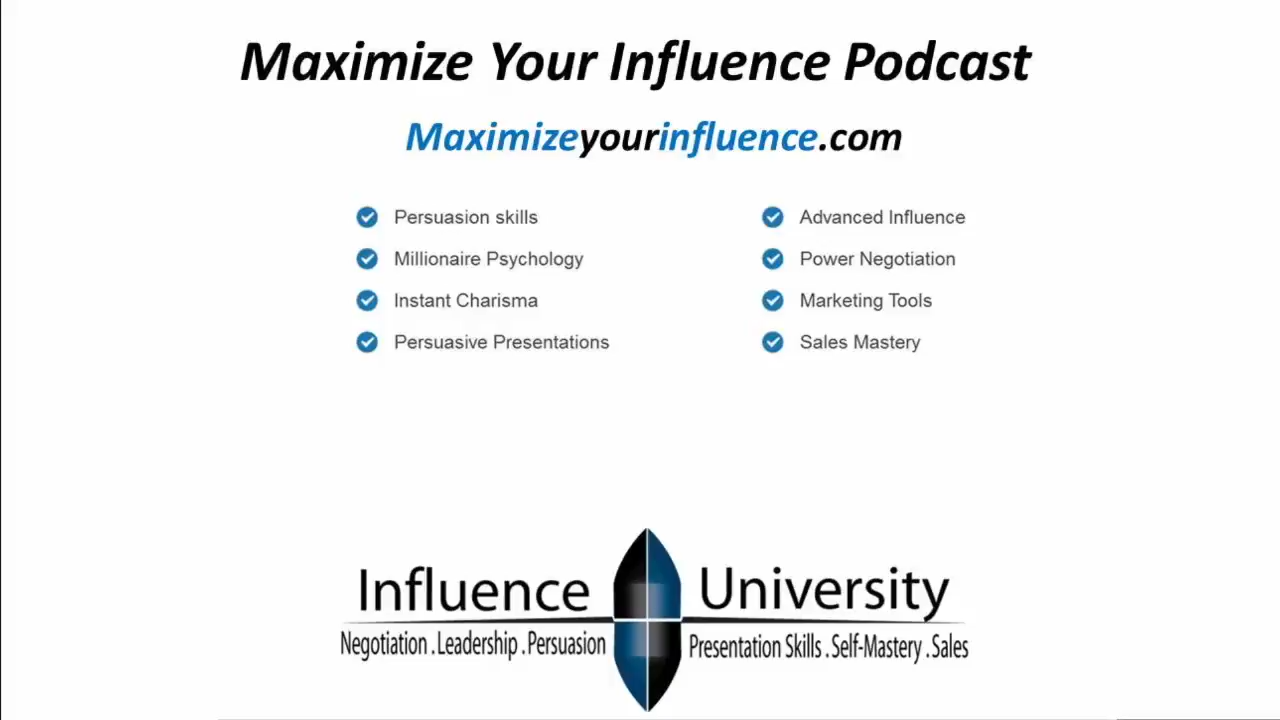 Maximize Your Influence Podcast
Maximizeyourinfluence.com
Persuasion skills
Millionaire Psychology
Instant Charisma
Persuasive Presentations
Advanced Influence
Power Negotiation
Marketing Tools
Sales Mastery
Influence University
Negotiation . Leadership . Persuasion Presentation Skills . Self-Mastery . Sales